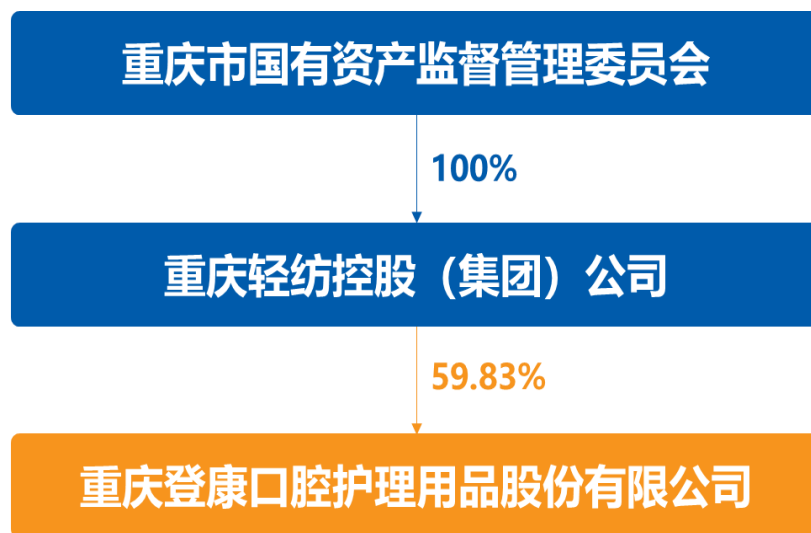 重庆市国有资产监督管理委员会
100%
重庆轻纺控股（集团）公司
59.83%
重庆登康口腔护理用品股份有限公司